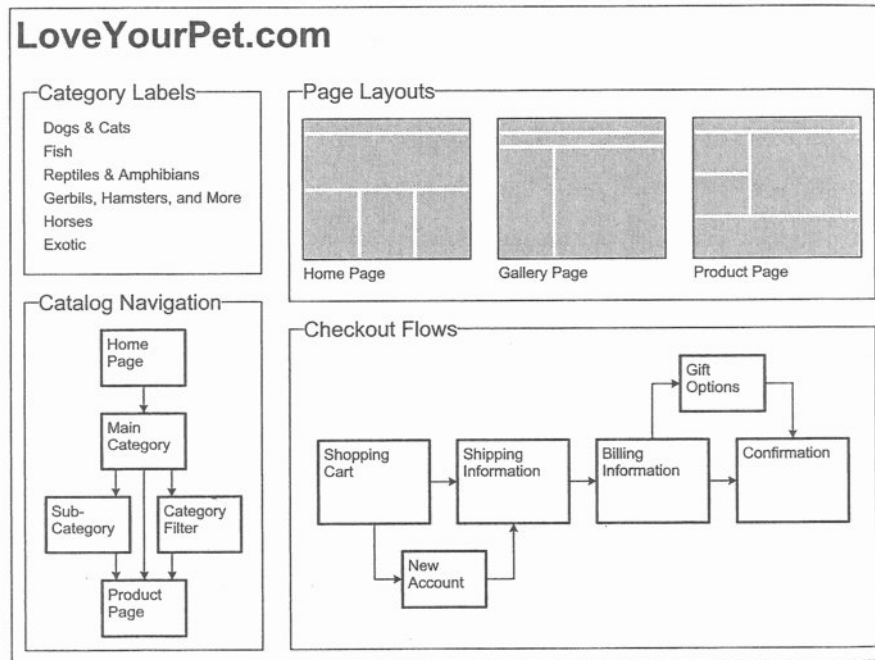 LoveYourPet.com
Category Labels
Dogs & Cats
Fish
Reptiles & Amphibians
Gerbils, Hamsters, and More
Horses
Exotic
Page Layouts
Home Page
Gallery Page
Product Page
Catalog Navigation
Home
Page
Main
Category
Sub-
Category
Category
Filter
Product
Page
Checkout Flows
Shopping
Cart
New
Account
Shipping
Information
Billing
Information
Gift
Options
Confirmation